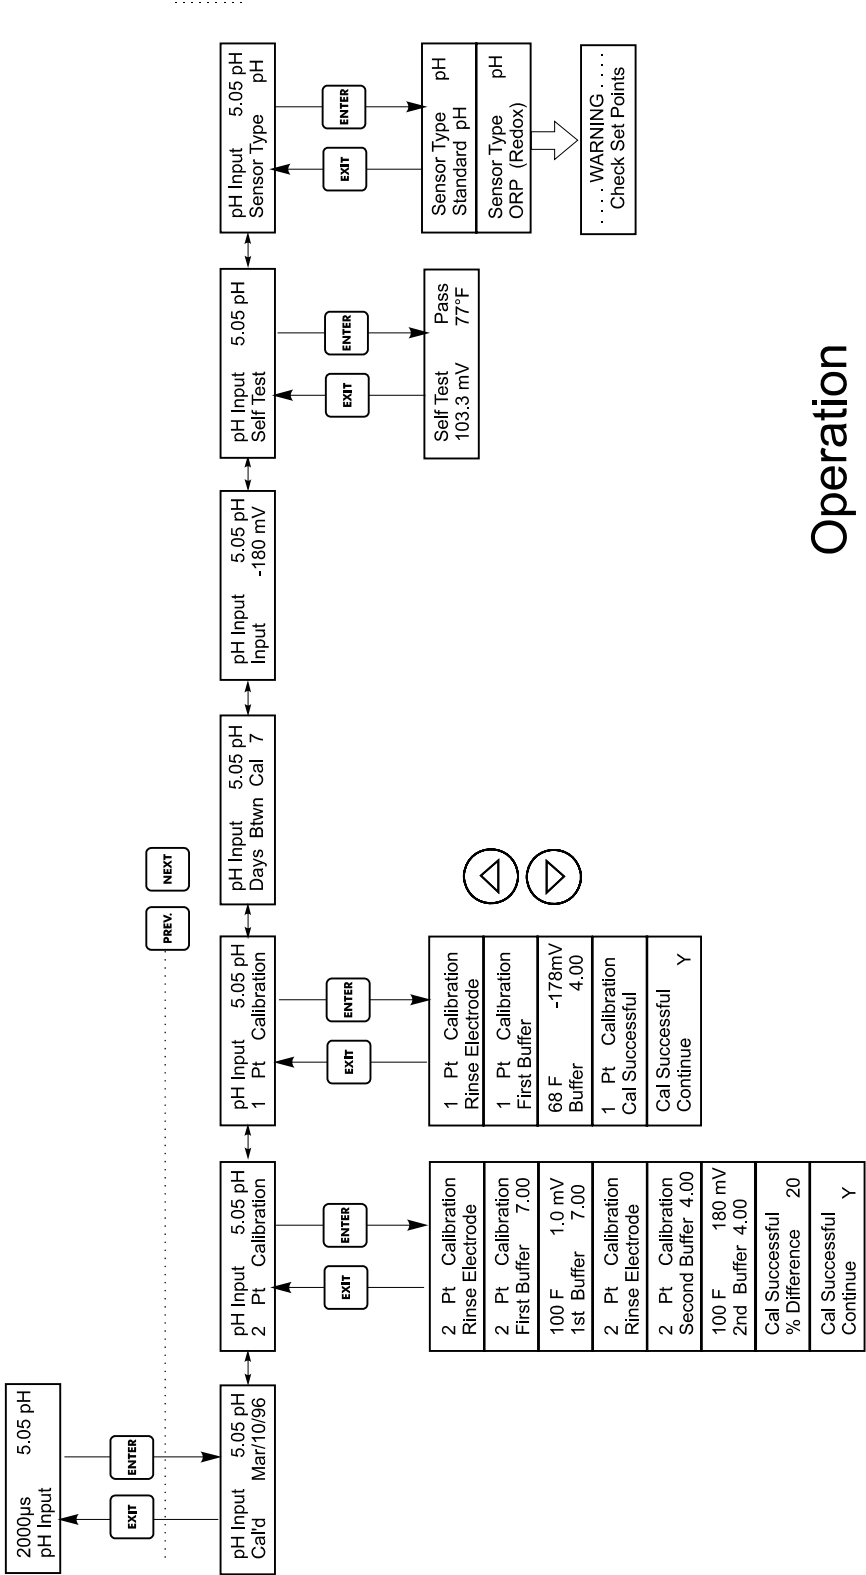 2000µs 5.05 pH
pH Input
EXIT
ENTER
PREV.
NEXT
pH Input 5.05 pH
Cal'd Mar/10/96
pH Input 5.05 pH
2 Pt Calibration
EXIT
ENTER
2 Pt Calibration
Rinse Electrode
2 Pt Calibration
First Buffer 7.00
100 F 1.0 mV
1st Buffer 7.00
2 Pt Calibration
Rinse Electrode
2 Pt Calibration
Second Buffer 4.00
100 F 180 mV
2nd Buffer 4.00
Cal Successful
% Difference 20
Cal Successful
Continue Y
pH Input 5.05 pH
1 Pt Calibration
EXIT
ENTER
1 Pt Calibration
Rinse Electrode
1 Pt Calibration
First Buffer
68 F -178mV
Buffer 4.00
1 Pt Calibration
Cal Successful
Cal Successful
Continue Y
pH Input 5.05 pH
Days Btwn Cal 7
pH Input 5.05 pH
Input -180 mV
pH Input 5.05 pH
Self Test
EXIT
ENTER
Self Test Pass
103.3 mV 77°F
pH Input 5.05 pH
Sensor Type pH
EXIT
ENTER
Sensor Type pH
Standard pH
Sensor Type pH
ORP (Redox)
. . . . WARNING . . . .
Check Set Points
Operation